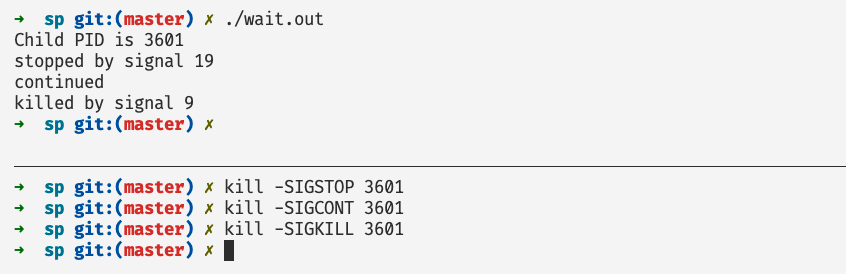 ➜  sp git:(master) ✗ ./wait.out
Child PID is 3601
stopped by signal 19
continued
killed by signal 9
➜  sp git:(master) ✗
➜  sp git:(master) ✗ kill -SIGSTOP 3601
➜  sp git:(master) ✗ kill -SIGCONT 3601
➜  sp git:(master) ✗ kill -SIGKILL 3601
➜  sp git:(master) ✗